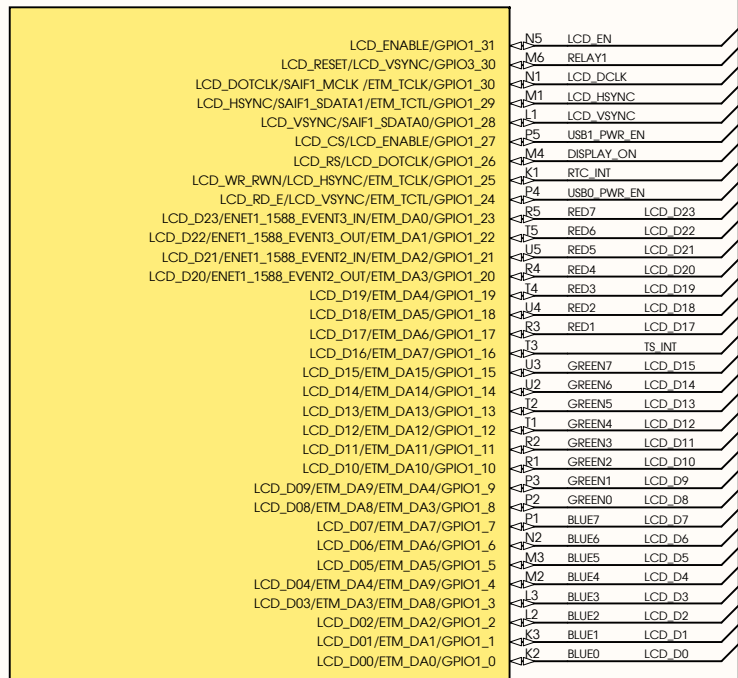 LCD_ENABLE/GPIO1_31 N5 LCD_EN
LCD_RESET/LCD_VSYNC/GPIO3_30 M6 RELAY1
LCD_DOTCLK/SAIF1_MCLK /ETM_TCLK/GPIO1_30 N1 LCD_DCLK
LCD_HSYNC/SAIF1_SDATA1/ETM_TCTL/GPIO1_29 M1 LCD_HSYNC
LCD_VSYNC/SAIF1_SDATA0/GPIO1_28 L1 LCD_VSYNC
LCD_CS/LCD_ENABLE/GPIO1_27 P5 USB1_PWR_EN
LCD_RS/LCD_DOTCLK/GPIO1_26 M4 DISPLAY_ON
LCD_WR_RWN/LCD_HSYNC/ETM_TCLK/GPIO1_25 K1 RTC_INT
LCD_RD_E/LCD_VSYNC/ETM_TCTL/GPIO1_24 P4 USB0_PWR_EN
LCD_D23/ENET1_1588_EVENT3_IN/ETM_DA0/GPIO1_23 R5 RED7 LCD_D23
LCD_D22/ENET1_1588_EVENT3_OUT/ETM_DA1/GPIO1_22 T5 RED6 LCD_D22
LCD_D21/ENET1_1588_EVENT2_IN/ETM_DA2/GPIO1_21 U5 RED5 LCD_D21
LCD_D20/ENET1_1588_EVENT2_OUT/ETM_DA3/GPIO1_20 R4 RED4 LCD_D20
LCD_D19/ETM_DA4/GPIO1_19 T4 RED3 LCD_D19
LCD_D18/ETM_DA5/GPIO1_18 U4 RED2 LCD_D18
LCD_D17/ETM_DA6/GPIO1_17 R3 RED1 LCD_D17
LCD_D16/ETM_DA7/GPIO1_16 T3 TS_INT
LCD_D15/ETM_DA15/GPIO1_15 U3 GREEN7 LCD_D15
LCD_D14/ETM_DA14/GPIO1_14 U2 GREEN6 LCD_D14
LCD_D13/ETM_DA13/GPIO1_13 T2 GREEN5 LCD_D13
LCD_D12/ETM_DA12/GPIO1_12 T1 GREEN4 LCD_D12
LCD_D11/ETM_DA11/GPIO1_11 R2 GREEN3 LCD_D11
LCD_D10/ETM_DA10/GPIO1_10 R1 GREEN2 LCD_D10
LCD_D09/ETM_DA9/ETM_DA4/GPIO1_9 P3 GREEN1 LCD_D9
LCD_D08/ETM_DA8/ETM_DA3/GPIO1_8 P2 GREEN0 LCD_D8
LCD_D07/ETM_DA7/GPIO1_7 P1 BLUE7 LCD_D7
LCD_D06/ETM_DA6/GPIO1_6 N2 BLUE6 LCD_D6
LCD_D05/ETM_DA5/GPIO1_5 M3 BLUE5 LCD_D5
LCD_D04/ETM_DA4/ETM_DA9/GPIO1_4 M2 BLUE4 LCD_D4
LCD_D03/ETM_DA3/ETM_DA8/GPIO1_3 L3 BLUE3 LCD_D3
LCD_D02/ETM_DA2/GPIO1_2 L2 BLUE2 LCD_D2
LCD_D01/ETM_DA1/GPIO1_1 K3 BLUE1 LCD_D1
LCD_D00/ETM_DA0/GPIO1_0 K2 BLUE0 LCD_D0